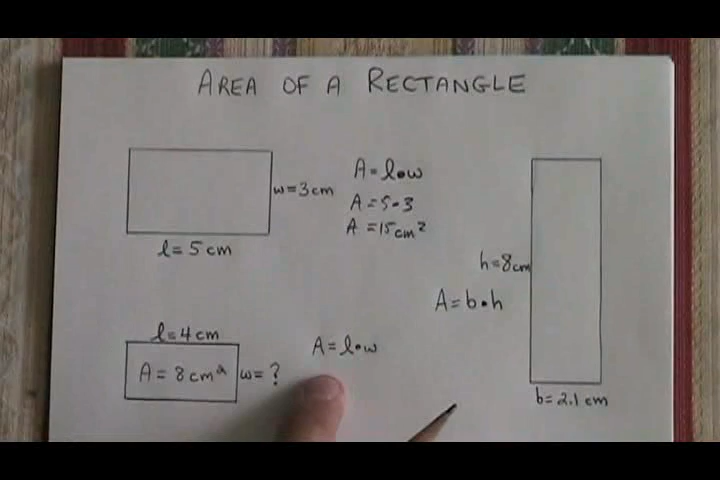 AREA OF A RECTANGLE
w=3cm
A=l•w
A=5•3
A=15cm²
l=5cm
h=8cm
A=b•h
b=2.1cm
l=4cm
A=8cm²
w=?
A=l•w